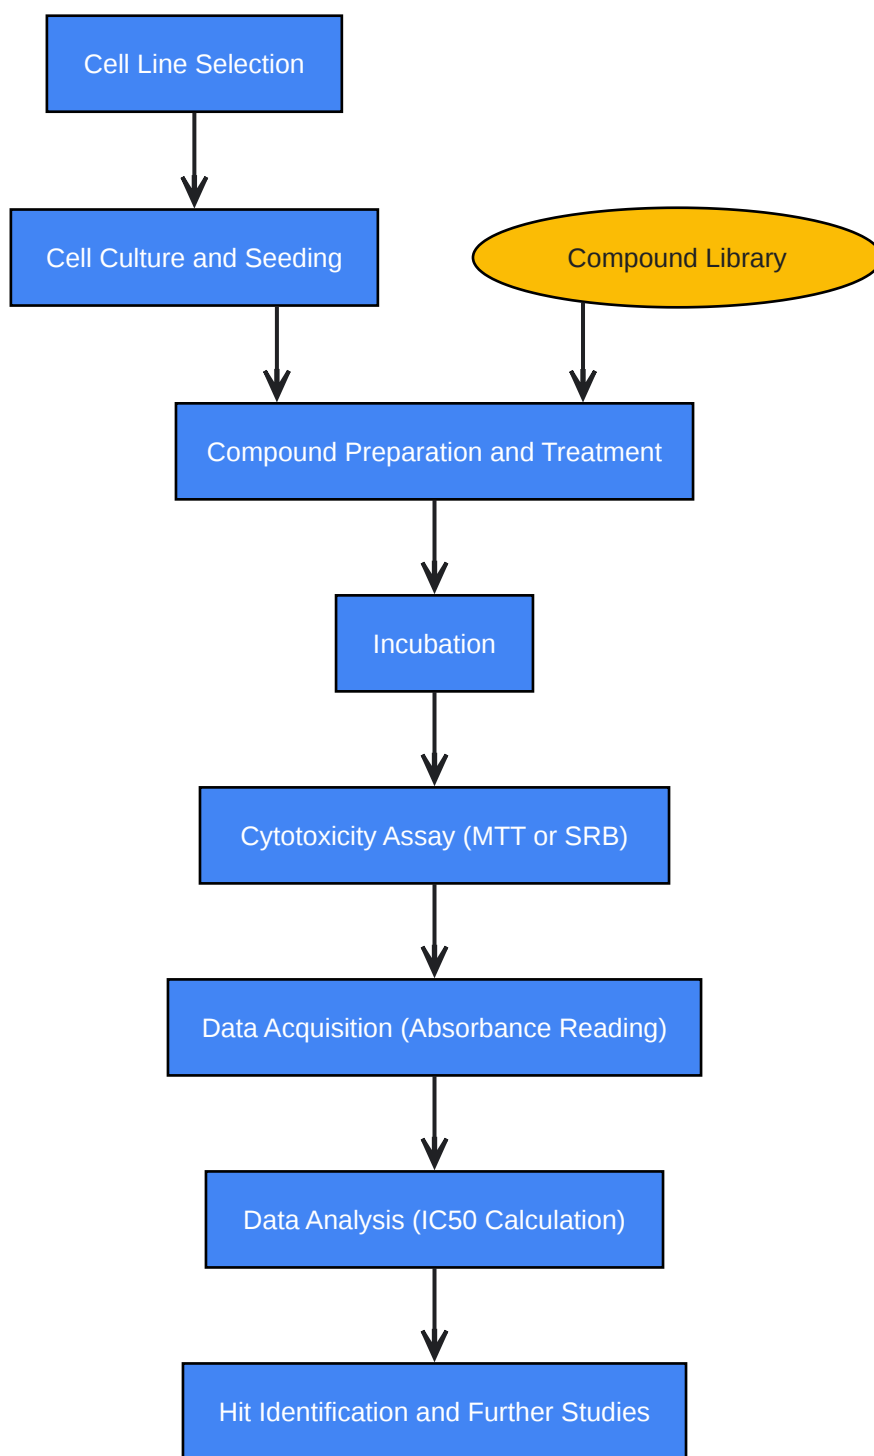 Cell Line Selection
Cell Culture and Seeding
Compound Library
Compound Preparation and Treatment
Incubation
Cytotoxicity Assay (MTT or SRB)
Data Acquisition (Absorbance Reading)
Data Analysis (IC50 Calculation)
Hit Identification and Further Studies